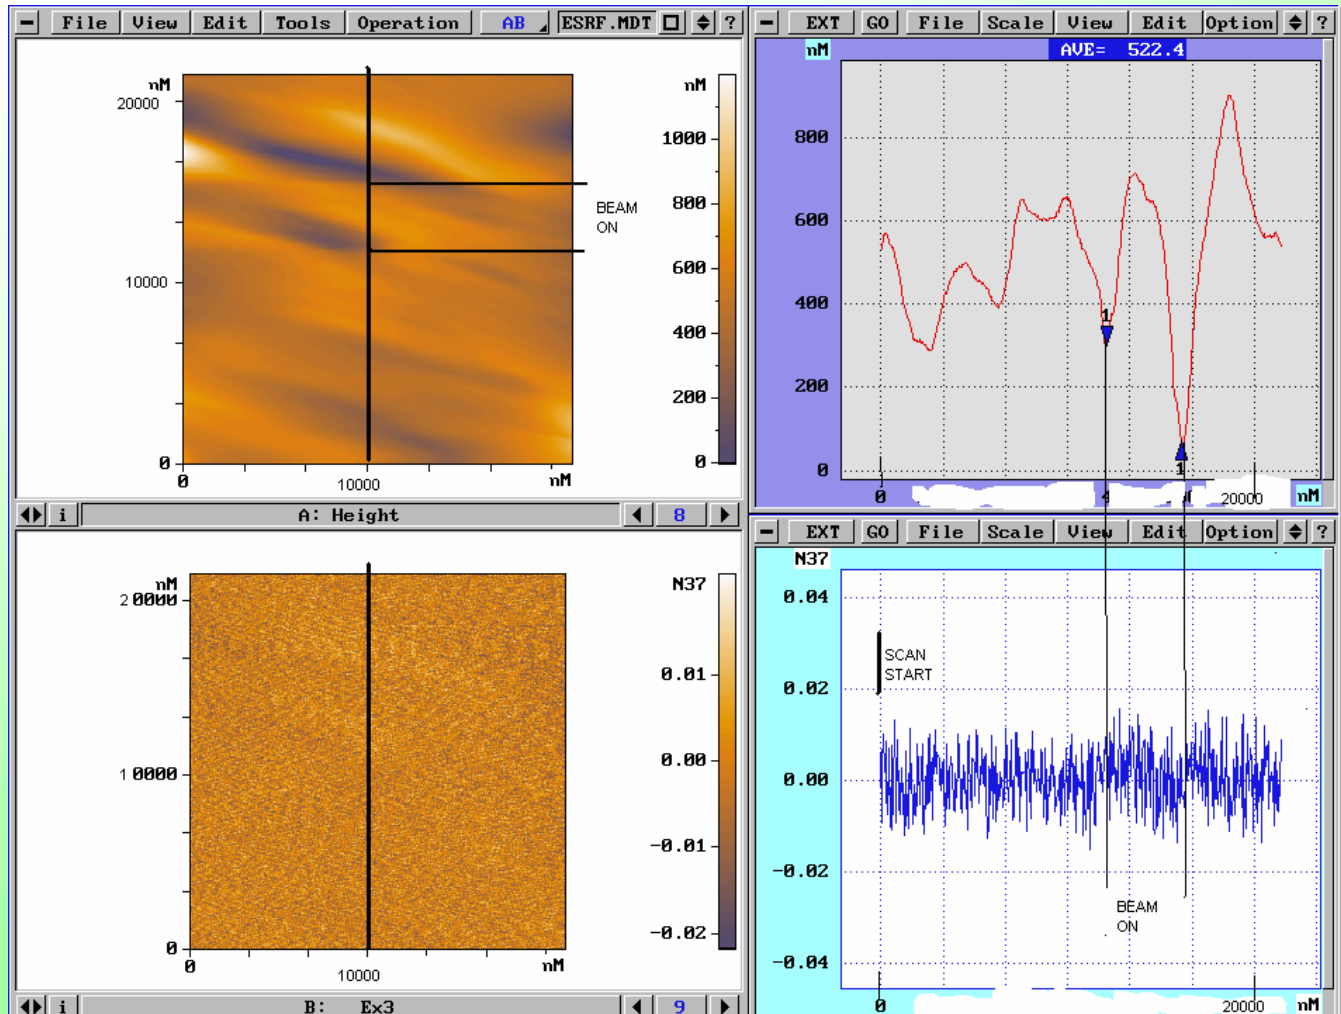 File View Edit Tools Operation AB ESRF.MDT ?
nM
20000
10000
0
0 10000 nM
nM
1000
800
600
400
200
0
BEAM
ON
i A: Height 8
nM
2 0000
1 0000
0
0 10000 nM
N37
0.01
0.00
-0.01
-0.02
i B: Ex3 9
EXT GO File Scale View Edit Option ?
nM AVE= 522.4
800
600
400
200
0
1
1
0 20000 nM
EXT GO File Scale View Edit Option ?
N37
0.04
0.02
0.00
-0.02
-0.04
SCAN
START
BEAM
ON
0 20000 nM